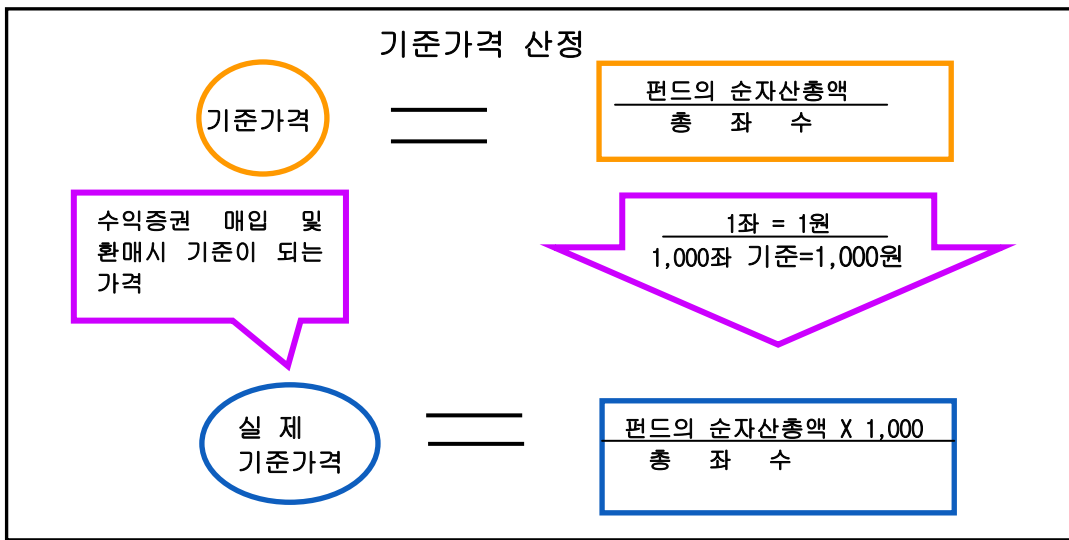 기준가격 산정
기준가격
펀드의 순자산총액
총 좌 수
수익증권 매입 및
환매시 기준이 되는
가격
1좌 = 1원
1,000좌 기준=1,000원
실 제
기준가격
펀드의 순자산총액 X 1,000
총 좌 수